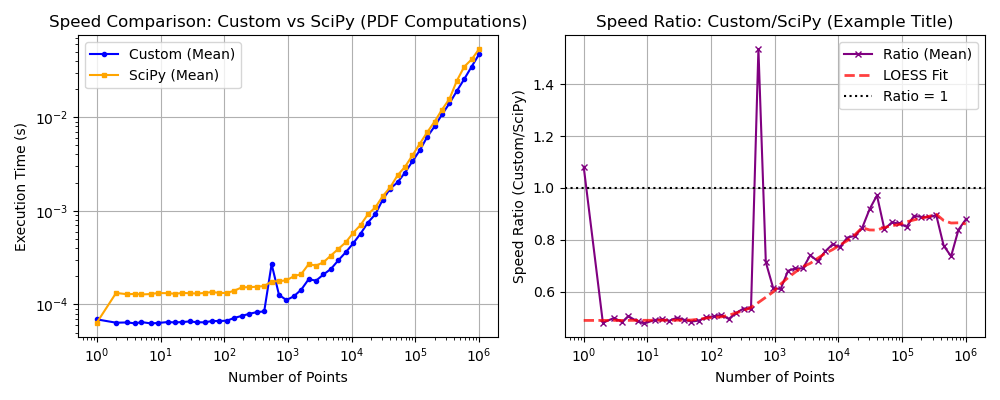 Speed Comparison: Custom vs SciPy (PDF Computations)
Custom (Mean)
SciPy (Mean)
Execution Time (s)
10⁻²
10⁻³
10⁻⁴
10⁰ 10¹ 10² 10³ 10⁴ 10⁵ 10⁶
Number of Points
Speed Ratio: Custom/SciPy (Example Title)
Ratio (Mean)
LOESS Fit
Ratio = 1
Speed Ratio (Custom/SciPy)
1.4
1.2
1.0
0.8
0.6
10⁰ 10¹ 10² 10³ 10⁴ 10⁵ 10⁶
Number of Points